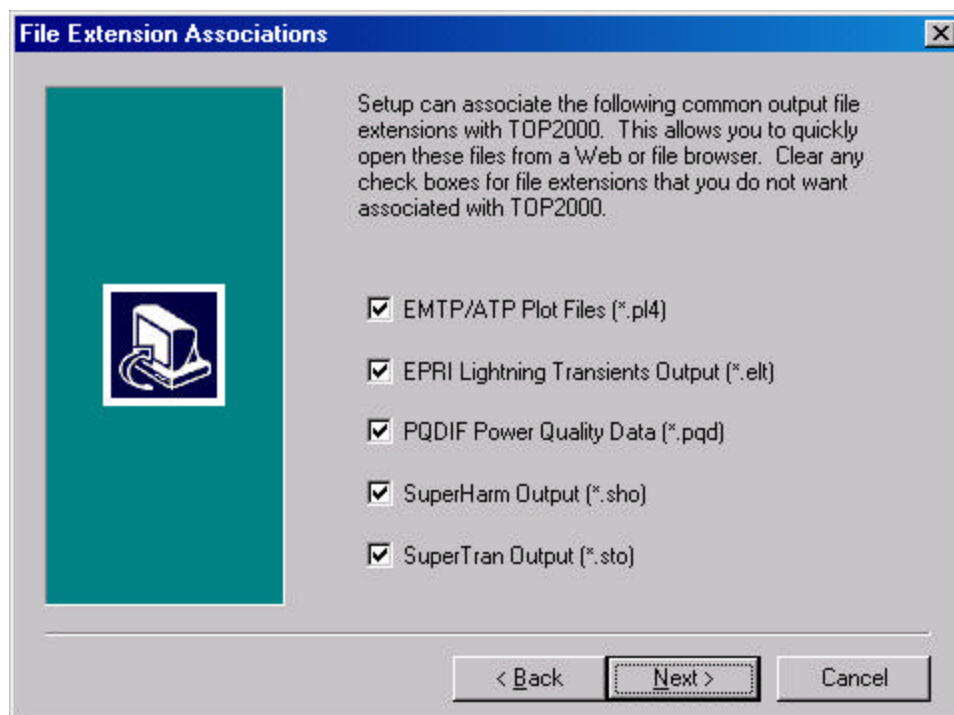 File Extension Associations
Setup can associate the following common output file
extensions with TOP2000. This allows you to quickly
open these files from a Web or file browser. Clear any
check boxes for file extensions that you do not want
associated with TOP2000.
EMTP/ATP Plot Files (*.pl4)
EPRI Lightning Transients Output (*.elt)
PQDIF Power Quality Data (*.pqd)
SuperHarm Output (*.sho)
SuperTran Output (*.sto)
< Back
Next >
Cancel